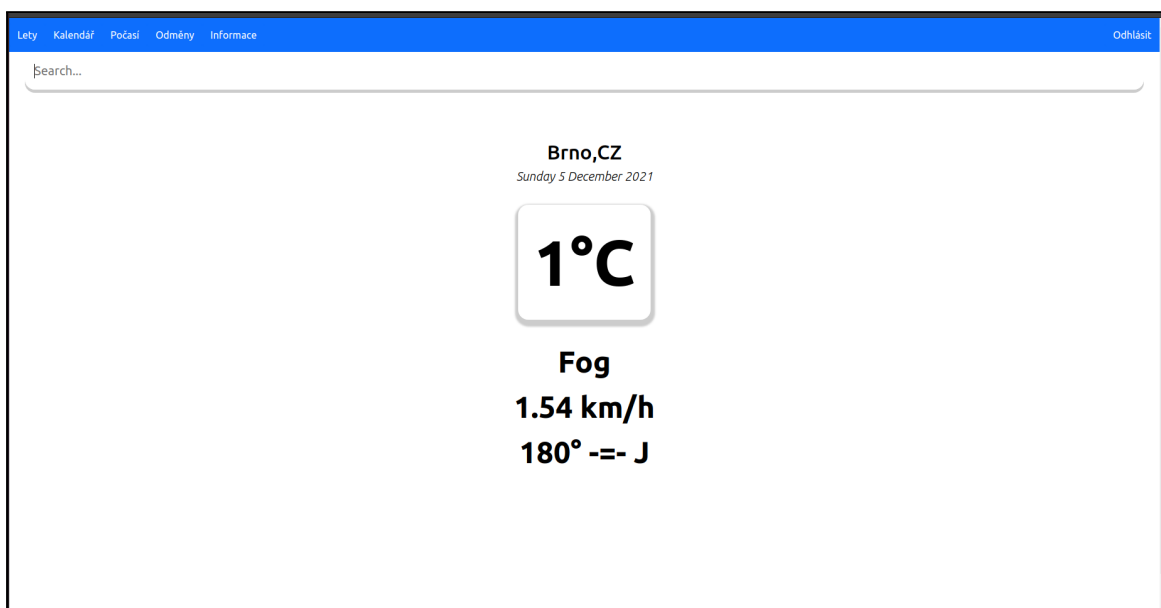 Lety Kalendář Počasí Odměny Informace Odhlásit
Search...
Brno,CZ
Sunday 5 December 2021
1°C
Fog
1.54 km/h
180° -=- J